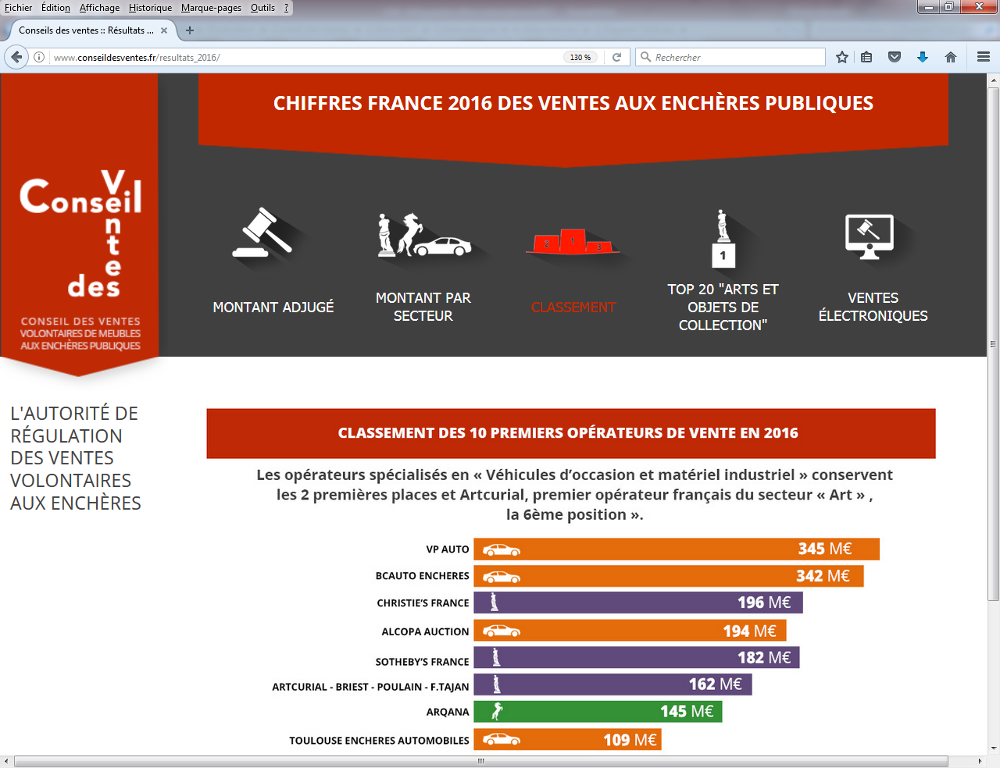 Fichier Édition Affichage Historique Marque-pages Outils ?
Conseils des ventes :: Résultats ...
www.conseildesventes.fr/resultats_2016/
130 %
Rechercher
CHIFFRES FRANCE 2016 DES VENTES AUX ENCHÈRES PUBLIQUES
Conseil
Ventes
des
CONSEIL DES VENTES
VOLONTAIRES DE MEUBLES
AUX ENCHÈRES PUBLIQUES
2 1 3
1
MONTANT ADJUGÉ
MONTANT PAR
SECTEUR
CLASSEMENT
TOP 20 "ARTS ET
OBJETS DE
COLLECTION"
VENTES
ÉLECTRONIQUES
L'AUTORITÉ DE
RÉGULATION
DES VENTES
VOLONTAIRES
AUX ENCHÈRES
CLASSEMENT DES 10 PREMIERS OPÉRATEURS DE VENTE EN 2016
Les opérateurs spécialisés en « Véhicules d’occasion et matériel industriel » conservent
les 2 premières places et Artcurial, premier opérateur français du secteur « Art » ,
la 6ème position ».
VP AUTO 345 M€
BCAUTO ENCHERES 342 M€
CHRISTIE’S FRANCE 196 M€
ALCOPA AUCTION 194 M€
SOTHEBY’S FRANCE 182 M€
ARTCURIAL - BRIEST - POULAIN - F.TAJAN 162 M€
ARQANA 145 M€
TOULOUSE ENCHERES AUTOMOBILES 109 M€